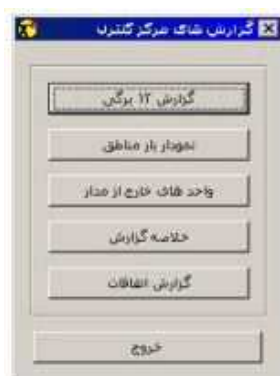 گزارش های مرکز کنترل
گزارش ۱۲ برگی
نمودار بار مناطق
واحد های خارج از مدار
خلاصه گزارش
گزارش اتفاقات
خروج